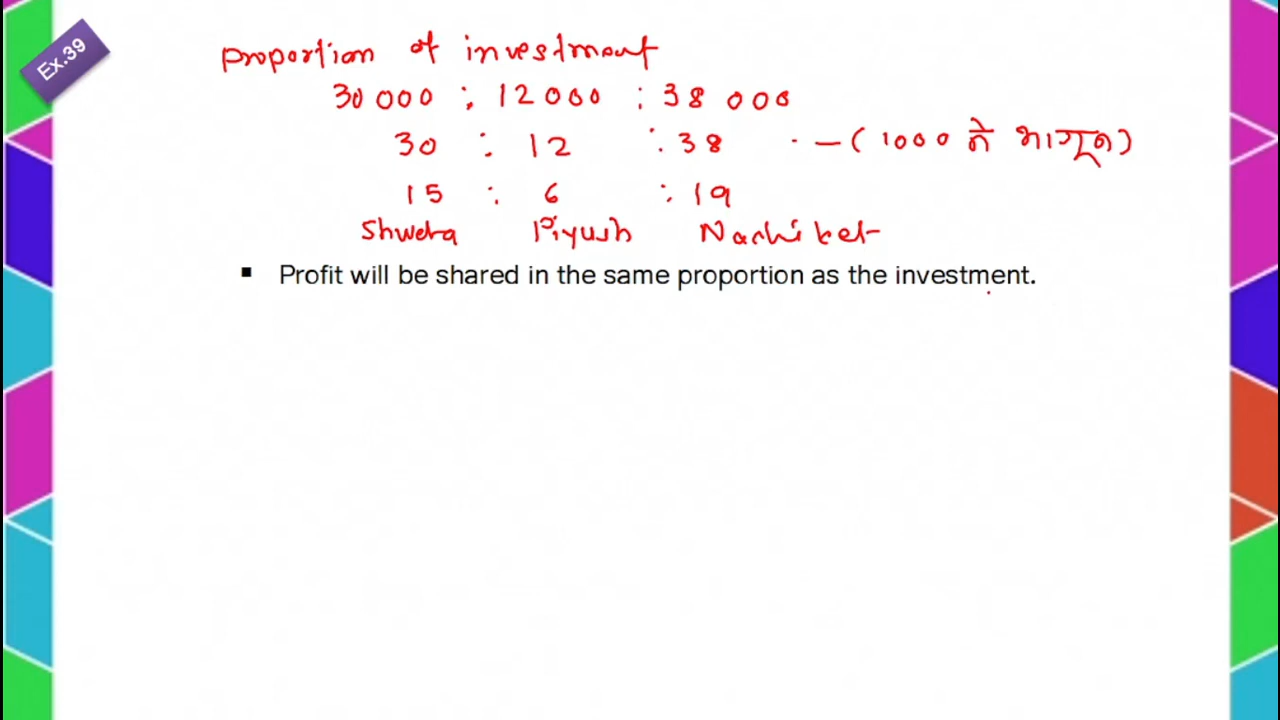 Ex.39
Proportion of investment
30000 : 12000 : 38000
30 : 12 : 38 - — ( 1000 ने भागून )
15 : 6 : 19
Shweta Piyush Nachiket
▪ Profit will be shared in the same proportion as the investment.